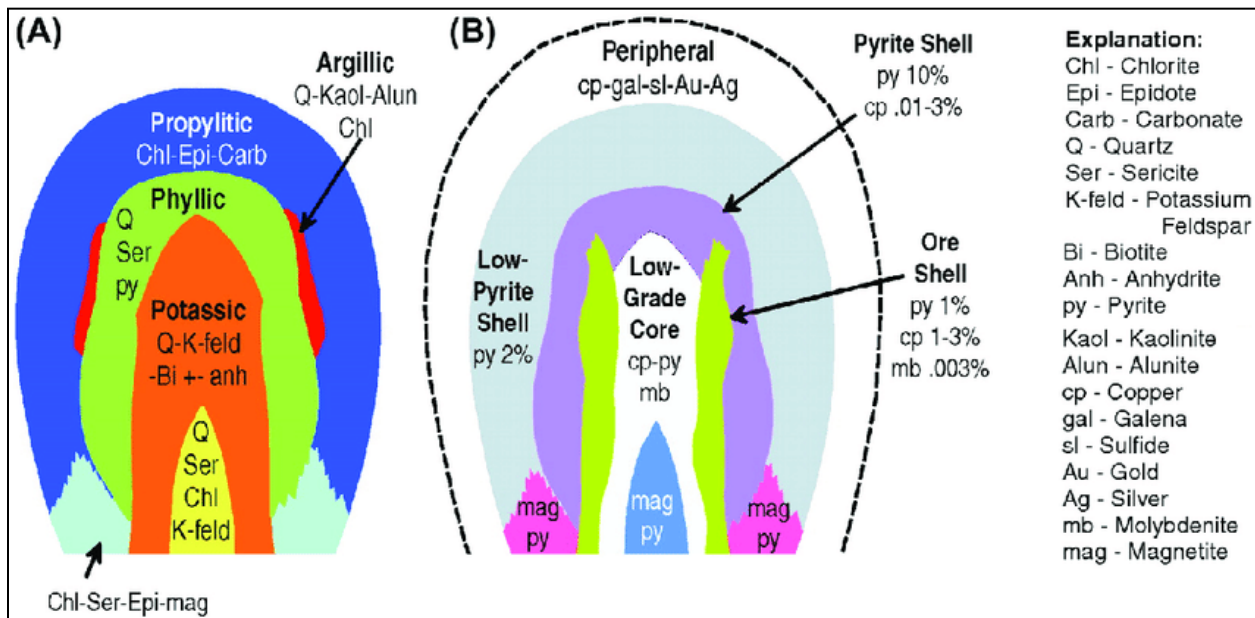 (A)
Argillic
Q-Kaol-Alun
Chl
Propylitic
Chl-Epi-Carb
Phyllic
Q
Ser
py
Potassic
Q-K-feld
-Bi +- anh
Q
Ser
Chl
K-feld
Chl-Ser-Epi-mag
(B)
Peripheral
cp-gal-sl-Au-Ag
Pyrite Shell
py 10%
cp .01-3%
Low-
Pyrite
Shell
py 2%
Low-
Grade
Core
cp-py
mb
Ore
Shell
py 1%
cp 1-3%
mb .003%
mag
py
mag
py
mag
py
Explanation:
Chl - Chlorite
Epi - Epidote
Carb - Carbonate
Q - Quartz
Ser - Sericite
K-feld - Potassium
Feldspar
Bi - Biotite
Anh - Anhydrite
py - Pyrite
Kaol - Kaolinite
Alun - Alunite
cp - Copper
gal - Galena
sl - Sulfide
Au - Gold
Ag - Silver
mb - Molybdenite
mag - Magnetite